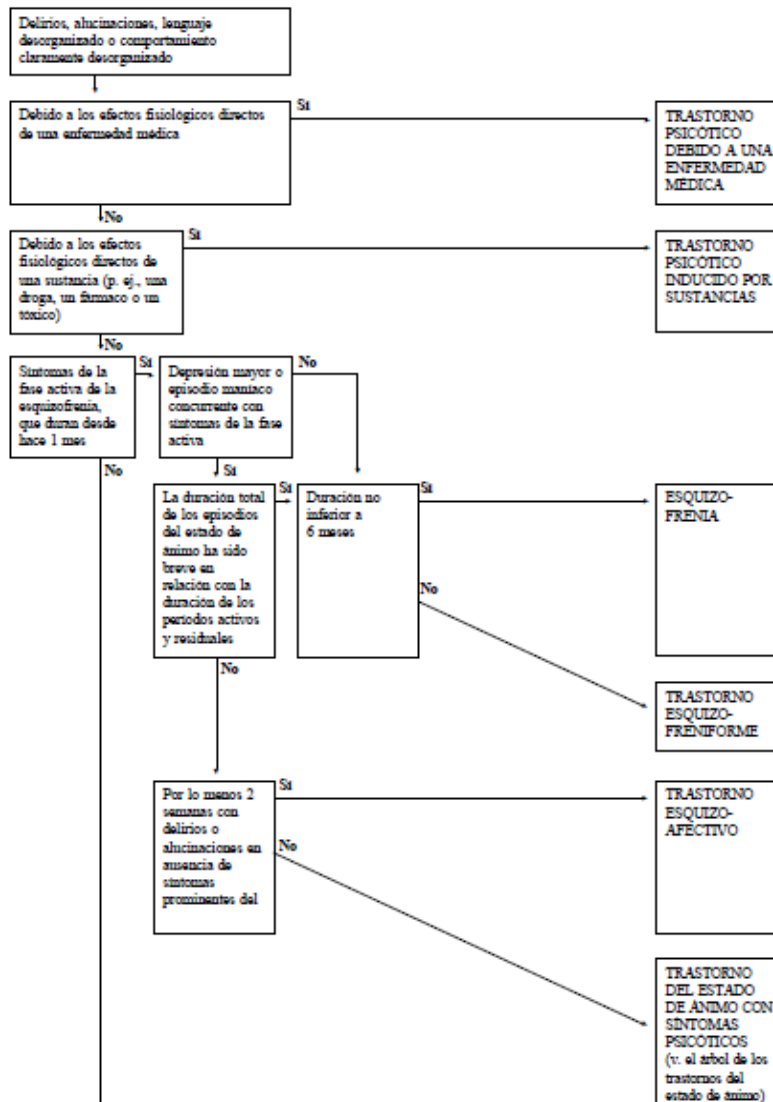 Delirios, alucinaciones, lenguaje
desorganizado o comportamiento
claramente desorganizado
Debido a los efectos fisiológicos directos
de una enfermedad médica
Sí
TRASTORNO
PSICÓTICO
DEBIDO A UNA
ENFERMEDAD
MÉDICA
No
Debido a los efectos
fisiológicos directos de
una sustancia (p. ej., una
droga, un fármaco o un
tóxico)
Sí
TRASTORNO
PSICÓTICO
INDUCIDO POR
SUSTANCIAS
No
Síntomas de la
fase activa de la
esquizofrenia,
que duran desde
hace 1 mes
Sí
Depresión mayor o
episodio maníaco
concurrente con
síntomas de la fase
activa
No
No
Sí
La duración total
de los episodios
del estado de
ánimo ha sido
breve en
relación con la
duración de los
períodos activos
y residuales
Sí
Duración no
inferior a
6 meses
Sí
ESQUIZO-
FRENIA
No
No
TRASTORNO
ESQUIZO-
FRENIFORME
Por lo menos 2
semanas con
delirios o
alucinaciones en
ausencia de
síntomas
prominentes del
Sí
TRASTORNO
ESQUIZO-
AFECTIVO
No
TRASTORNO
DEL ESTADO
DE ÁNIMO CON
SÍNTOMAS
PSICÓTICOS
(v. el árbol de los
trastornos del
estado de ánimo)